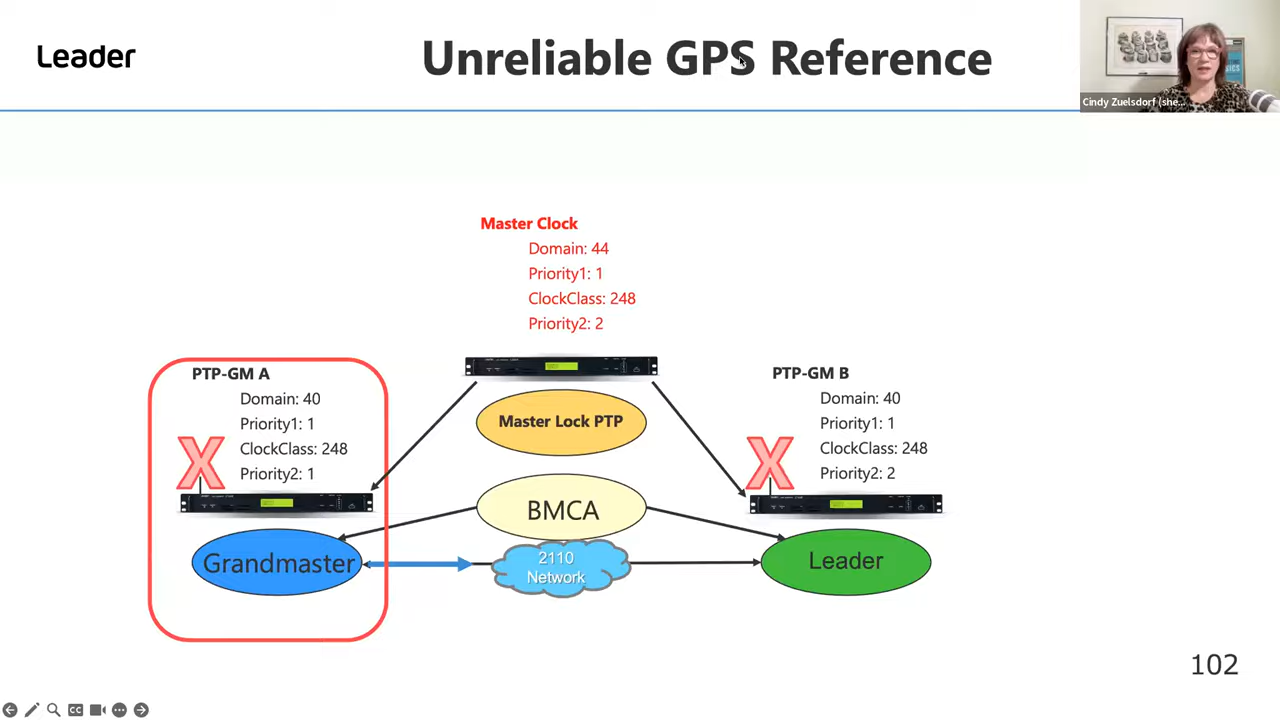 Leader
Unreliable GPS Reference
Cindy Zuelsdorf (she...
Master Clock
Domain: 44
Priority1: 1
ClockClass: 248
Priority2: 2
PTP-GM A
Domain: 40
Priority1: 1
ClockClass: 248
Priority2: 1
X
Master Lock PTP
PTP-GM B
Domain: 40
Priority1: 1
ClockClass: 248
Priority2: 2
X
BMCA
Grandmaster
2110
Network
Leader
102
CC